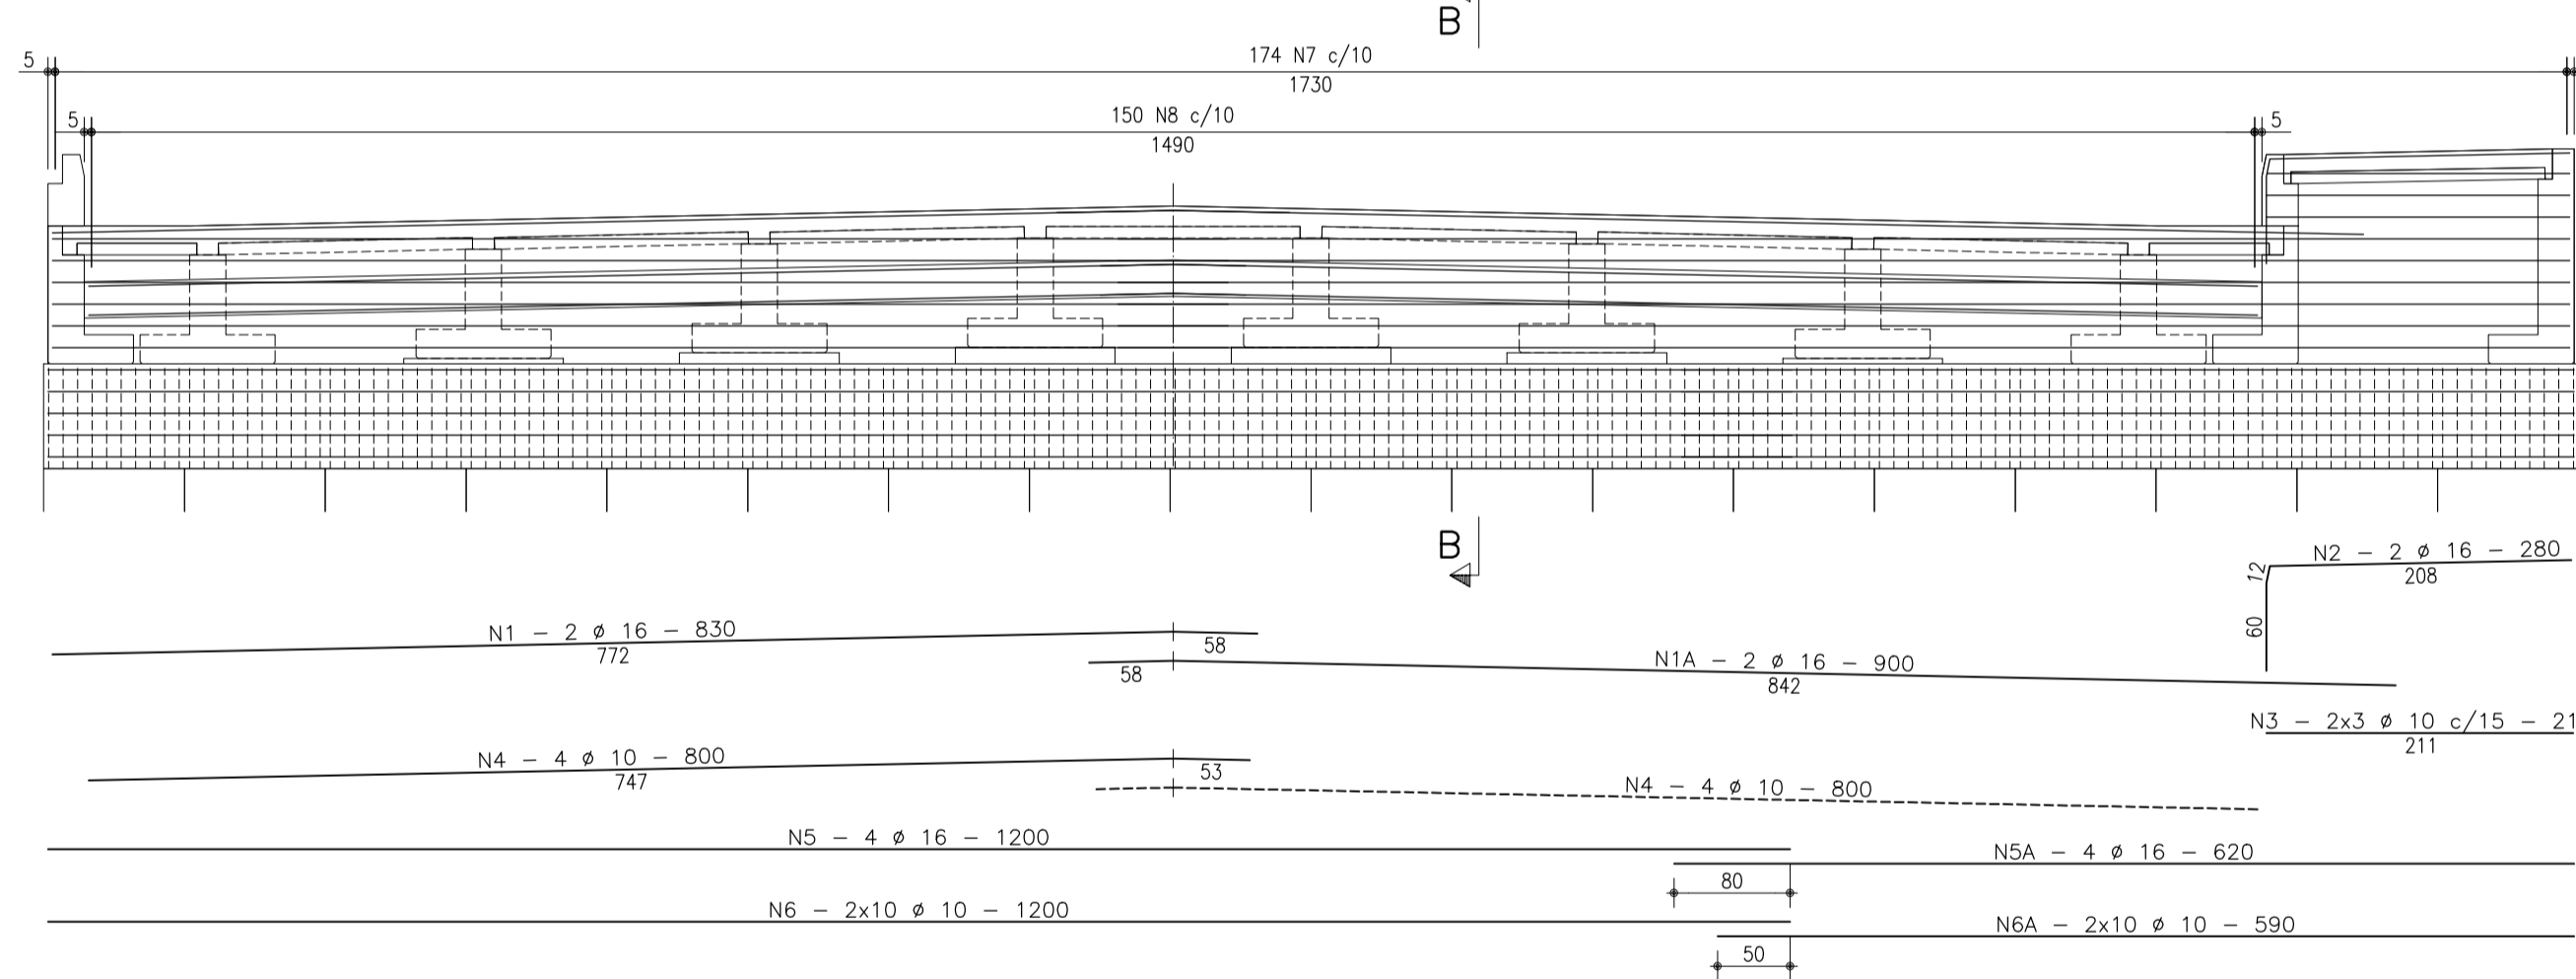 B
5
174 N7 c/10
1730
5
150 N8 c/10
1490
5
B
N2 – 2 ø 16 – 280
12
208
60
N1 – 2 ø 16 – 830
772
58
58
N1A – 2 ø 16 – 900
842
N3 – 2x3 ø 10 c/15 – 21
211
N4 – 4 ø 10 – 800
747
53
N4 – 4 ø 10 – 800
N5 – 4 ø 16 – 1200
N5A – 4 ø 16 – 620
80
N6 – 2x10 ø 10 – 1200
N6A – 2x10 ø 10 – 590
50